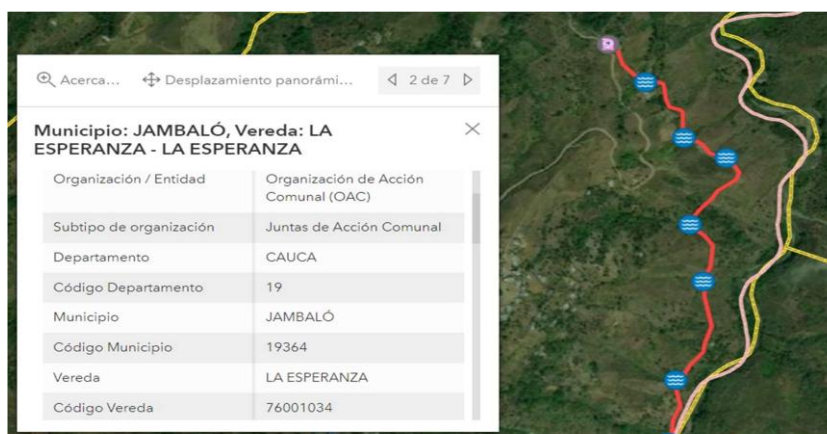 Acerca... Desplazamiento panorámi... 2 de 7
Municipio: JAMBALÓ, Vereda: LA
ESPERANZA - LA ESPERANZA
Organización / Entidad Organización de Acción
Comunal (OAC)
Subtipo de organización Juntas de Acción Comunal
Departamento CAUCA
Código Departamento 19
Municipio JAMBALÓ
Código Municipio 19364
Vereda LA ESPERANZA
Código Vereda 76001034